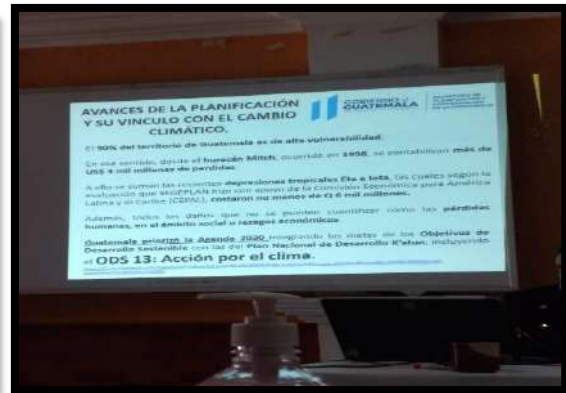 AVANCES DE LA PLANIFICACIÓN
Y SU VINCULO CON EL CAMBIO
CLIMÁTICO.
GOBIERNO de
GUATEMALA
El 90% del territorio de Guatemala es de alta vulnerabilidad.
En ese sentido, desde el huracán Mitch, ocurrido en 1998, se contabilizan más de
US$ 4 mil millones de perdidas.
A ello se suman las recientes depresiones tropicales Eta e Iota, las cuales según la
evaluación que SEGEPLAN hizo con apoyo de la Comisión Económica para América
Latina y el Caribe (CEPAL), costaron no menos de Q 6 mil millones.
Además, todos los daños que no se pueden cuantificar como las pérdidas
humanas, en el ámbito social o rezagos económicos.
Guatemala priorizó la Agenda 2030 integrando las metas de los Objetivos de
Desarrollo Sostenible con las del Plan Nacional de Desarrollo K'atun, incluyendo
el ODS 13: Acción por el clima.